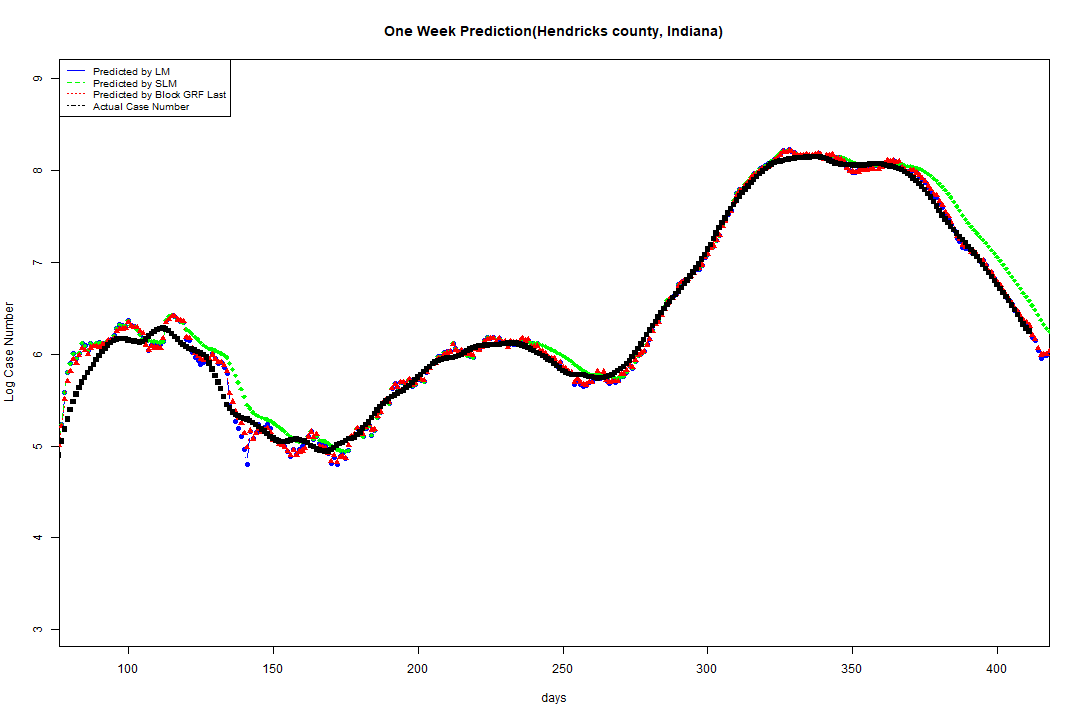 One Week Prediction(Hendricks county, Indiana)
Predicted by LM
Predicted by SLM
Predicted by Block GRF Last
Actual Case Number
Log Case Number
9
8
7
6
5
4
3
100 150 200 250 300 350 400
days